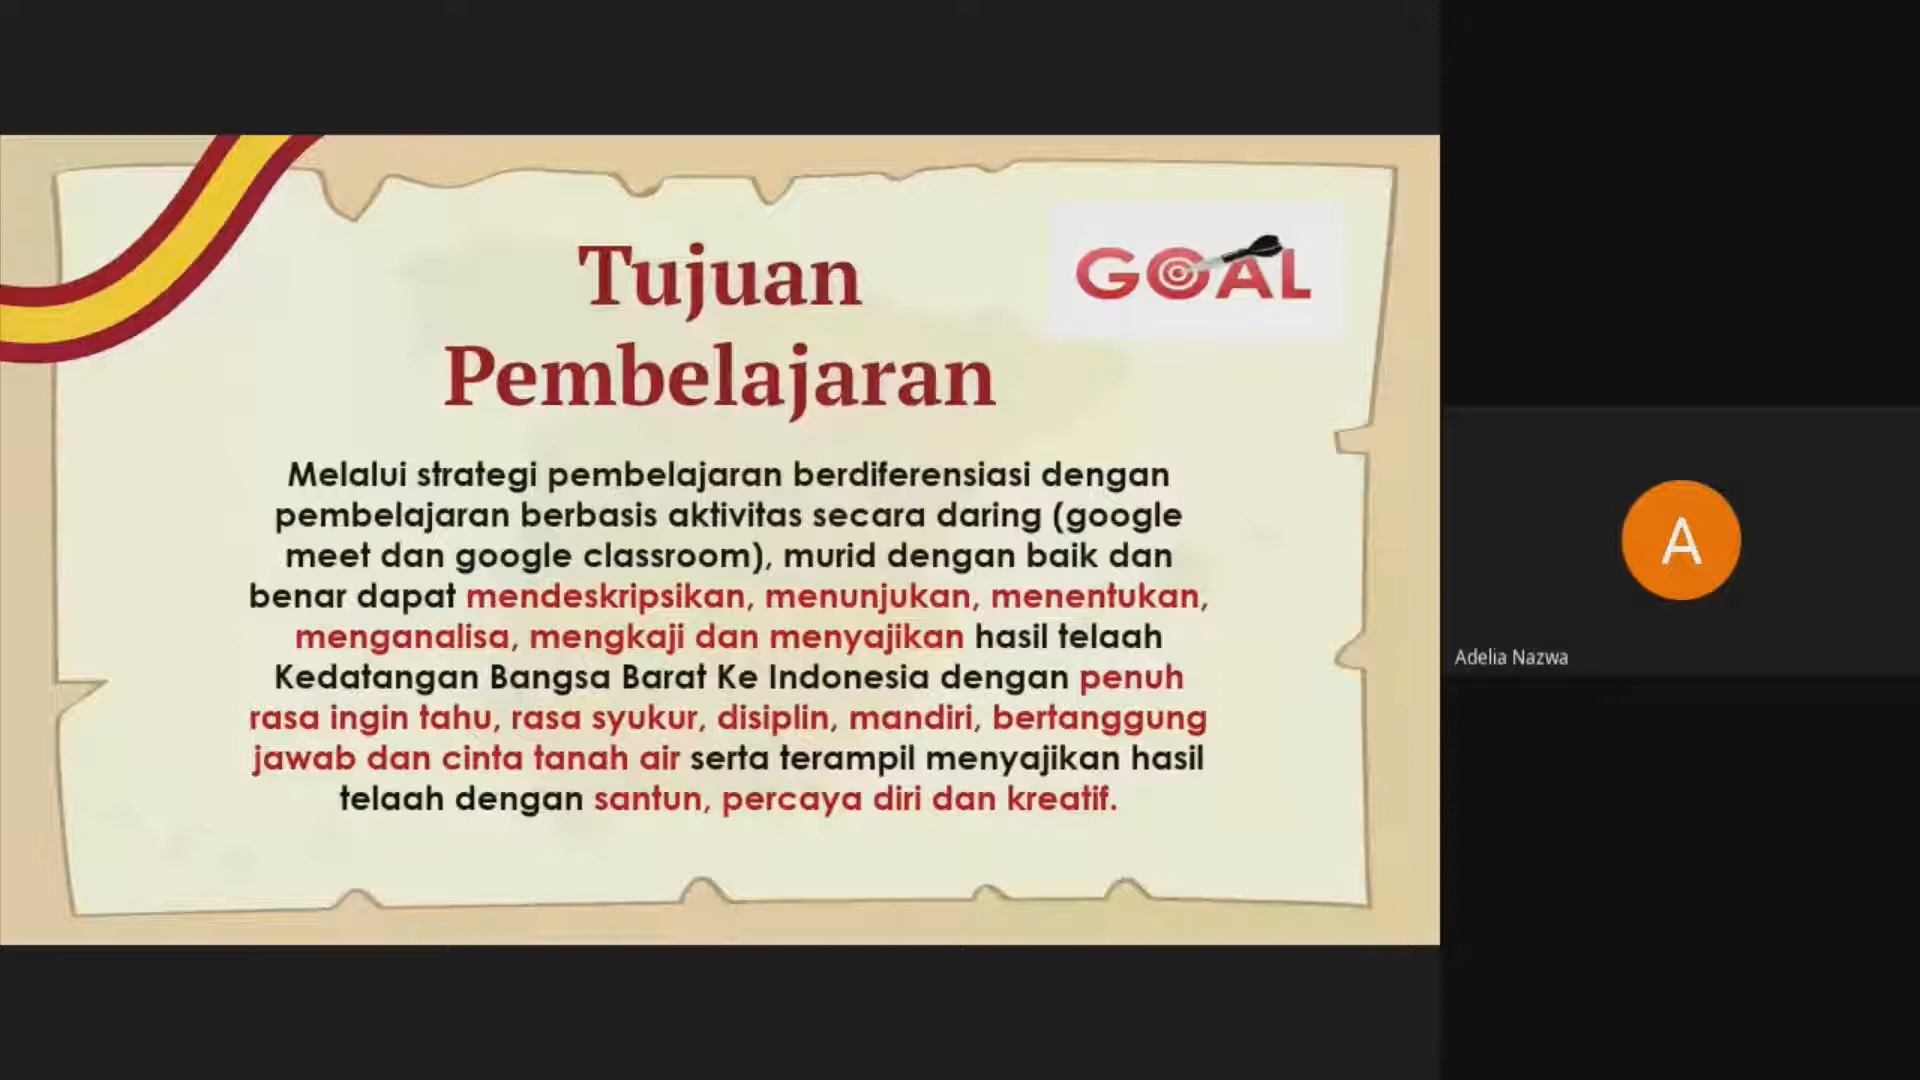 Tujuan
Pembelajaran
GOAL
Melalui strategi pembelajaran berdiferensiasi dengan
pembelajaran berbasis aktivitas secara daring (google
meet dan google classroom), murid dengan baik dan
benar dapat mendeskripsikan, menunjukan, menentukan,
menganalisa, mengkaji dan menyajikan hasil telaah
Kedatangan Bangsa Barat Ke Indonesia dengan penuh
rasa ingin tahu, rasa syukur, disiplin, mandiri, bertanggung
jawab dan cinta tanah air serta terampil menyajikan hasil
telaah dengan santun, percaya diri dan kreatif.
A
Adelia Nazwa